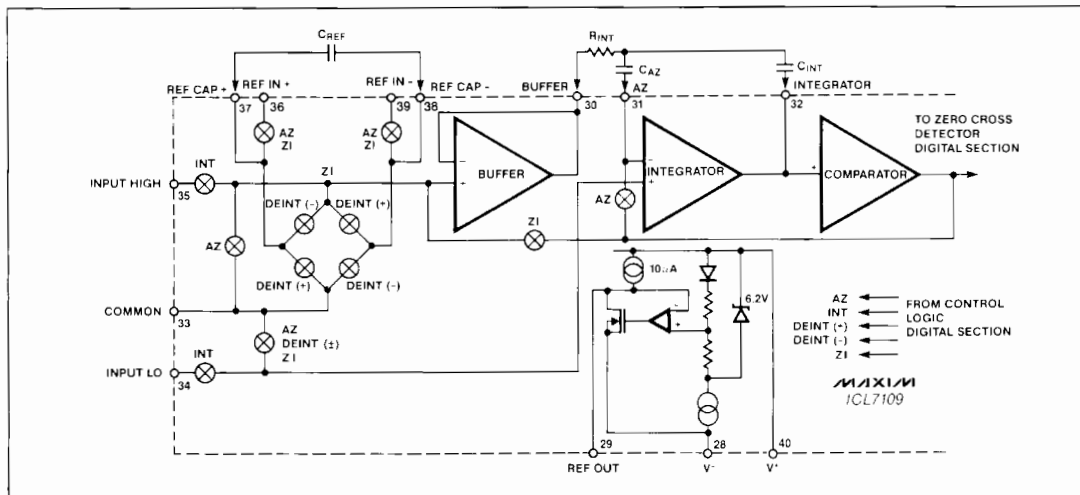 CREF
RINT
CAZ
CINT
REF CAP +
REF IN +
REF IN -
REF CAP -
BUFFER
AZ
INTEGRATOR
37
36
39
38
30
31
32
AZ
ZI
AZ
ZI
TO ZERO CROSS
DETECTOR
DIGITAL SECTION
INT
ZI
INPUT HIGH
35
DEINT (-)
DEINT (+)
-
+
BUFFER
-
+
INTEGRATOR
+
COMPARATOR
AZ
AZ
ZI
DEINT (+)
DEINT (-)
10µA
6.2V
COMMON
33
-
+
AZ
DEINT (±)
ZI
INT
INPUT LO
34
AZ
INT
DEINT (+)
DEINT (-)
ZI
FROM CONTROL
LOGIC
DIGITAL SECTION
MAXIM
ICL7109
29
28
40
REF OUT
V-
V+